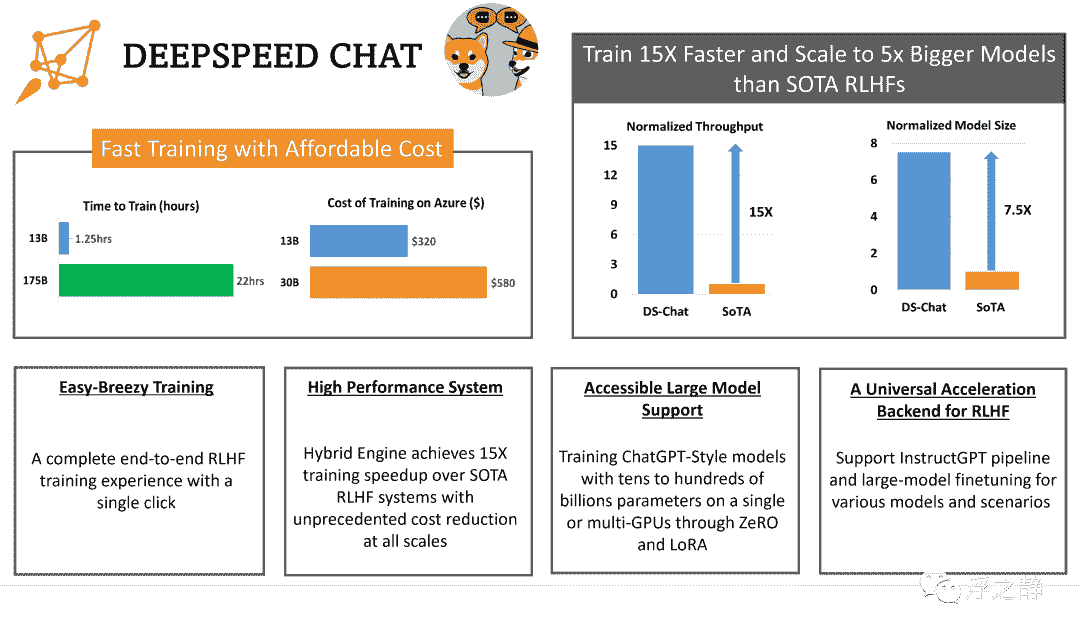 DEEPSPEED CHAT
Fast Training with Affordable Cost
Time to Train (hours)
13B
1.25hrs
175B
22hrs
Cost of Training on Azure ($)
13B
$320
30B
$580
Train 15X Faster and Scale to 5x Bigger Models
than SOTA RLHFs
Normalized Throughput
15
12
9
6
3
0
15X
DS-Chat
SoTA
Normalized Model Size
8
6
4
2
0
7.5X
DS-Chat
SoTA
Easy-Breezy Training
A complete end-to-end RLHF
training experience with a
single click
High Performance System
Hybrid Engine achieves 15X
training speedup over SOTA
RLHF systems with
unprecedented cost reduction
at all scales
Accessible Large Model
Support
Training ChatGPT-Style models
with tens to hundreds of
billions parameters on a single
or multi-GPUs through ZeRO
and LoRA
A Universal Acceleration
Backend for RLHF
Support InstructGPT pipeline
and large-model finetuning for
various models and scenarios
浮之静